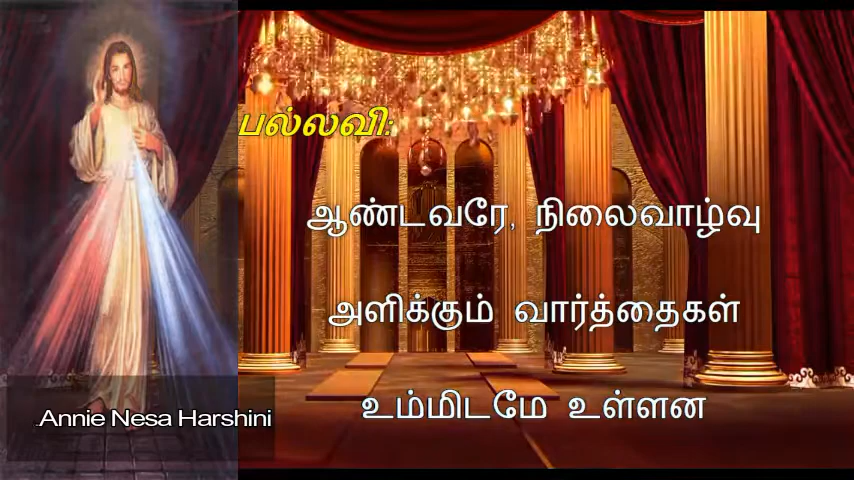 பல்லவி:
ஆண்டவரே, நிலைவாழ்வு
அளிக்கும் வார்த்தைகள்
உம்மிடமே உள்ளன
Annie Nesa Harshini